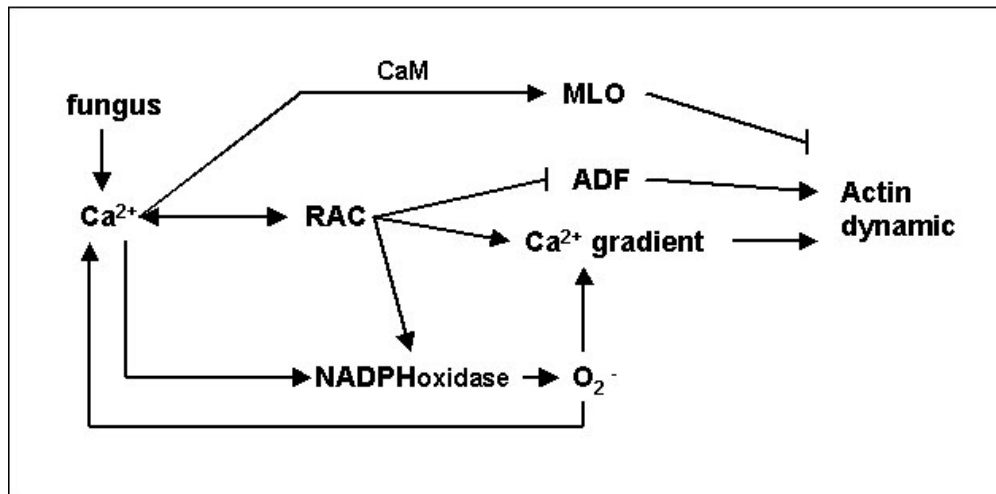 CaM
MLO
fungus
ADF
Actin
dynamic
Ca²⁺
RAC
Ca²⁺ gradient
NADPHoxidase
O₂⁻